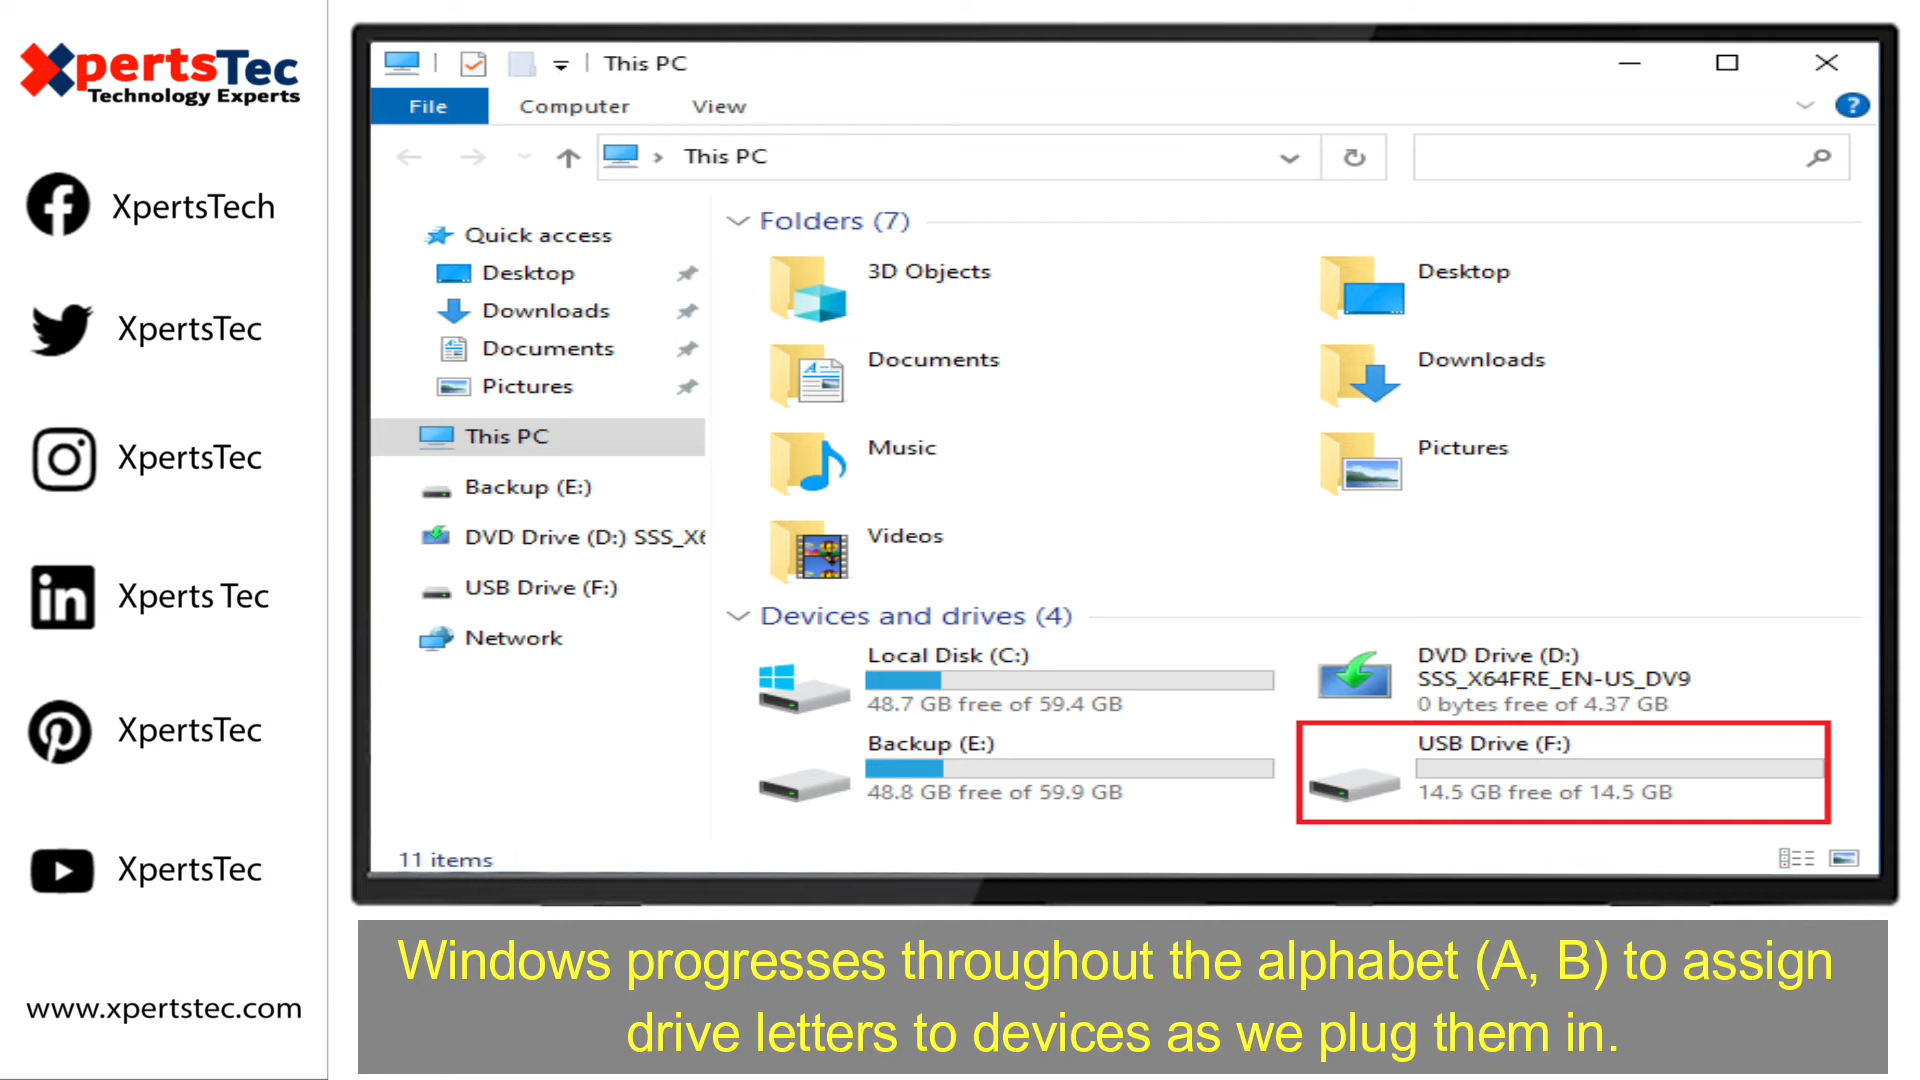 XpertsTec
Technology Experts
XpertsTech
XpertsTec
XpertsTec
Xperts Tec
XpertsTec
XpertsTec
www.xpertstec.com
This PC
File Computer View
This PC
Quick access
Desktop
Downloads
Documents
Pictures
This PC
Backup (E:)
DVD Drive (D:) SSS_X6
USB Drive (F:)
Network
Folders (7)
3D Objects
Desktop
Documents
Downloads
Music
Pictures
Videos
Devices and drives (4)
Local Disk (C:)
48.7 GB free of 59.4 GB
DVD Drive (D:)
SSS_X64FRE_EN-US_DV9
0 bytes free of 4.37 GB
Backup (E:)
48.8 GB free of 59.9 GB
USB Drive (F:)
14.5 GB free of 14.5 GB
11 items
Windows progresses throughout the alphabet (A, B) to assign
drive letters to devices as we plug them in.